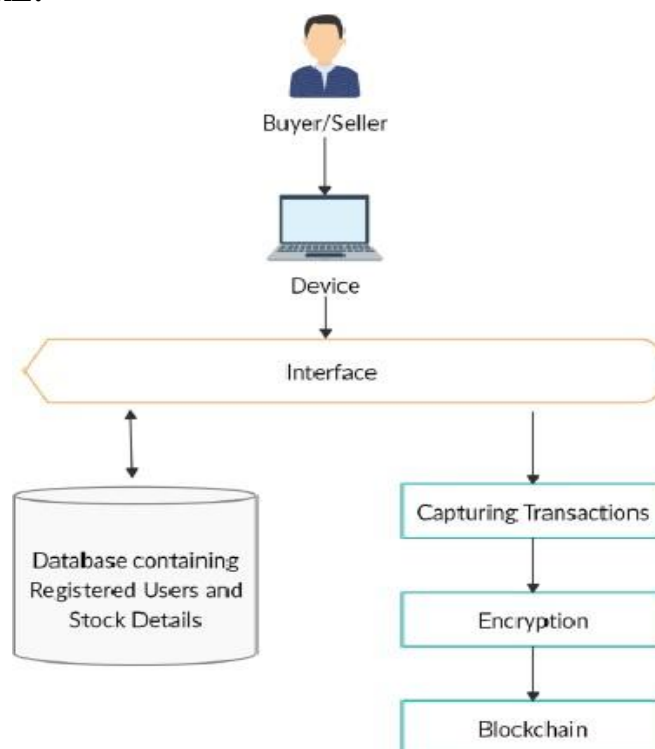 Buyer/Seller
Device
Interface
Database containing
Registered Users and
Stock Details
Capturing Transactions
Encryption
Blockchain